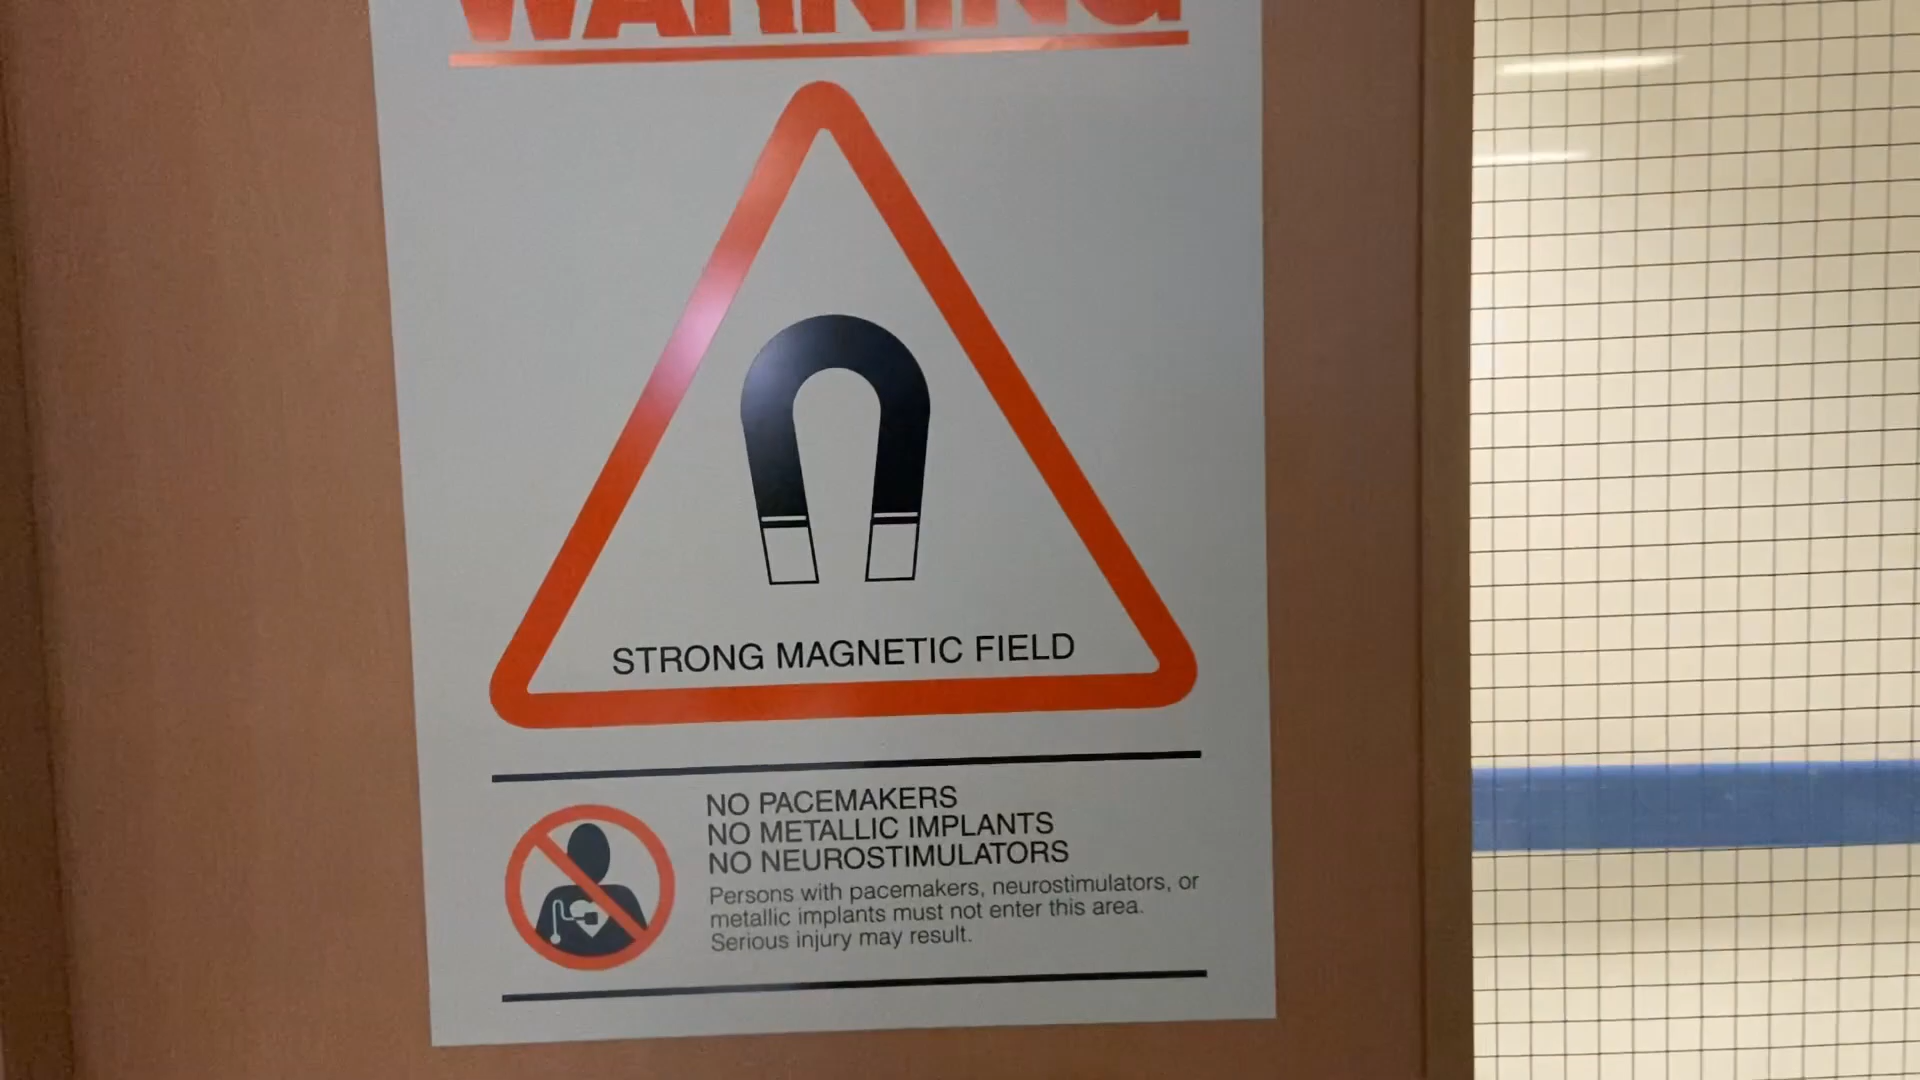 WARNING
STRONG MAGNETIC FIELD
NO PACEMAKERS
NO METALLIC IMPLANTS
NO NEUROSTIMULATORS
Persons with pacemakers, neurostimulators, or
metallic implants must not enter this area.
Serious injury may result.